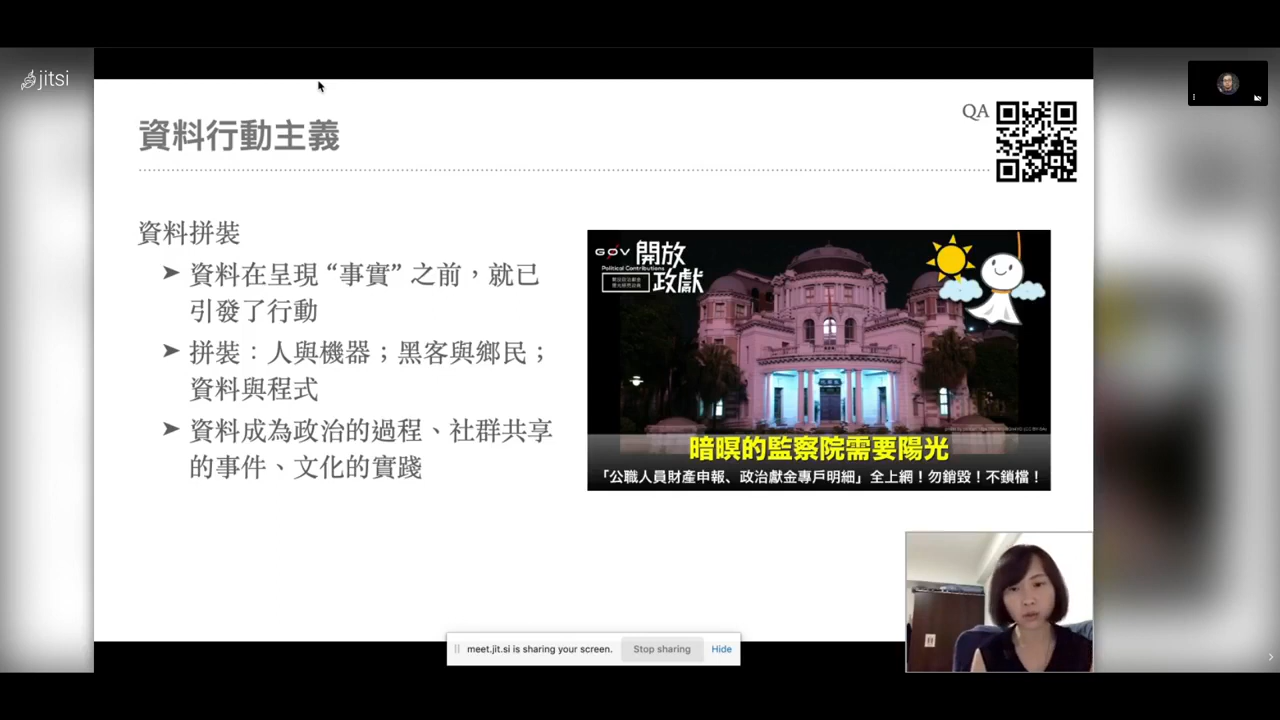 jitsi
資料行動主義
QA
資料拼裝
➤ 資料在呈現 “事實” 之前，就已
引發了行動
➤ 拼裝：人與機器；黑客與鄉民；
資料與程式
➤ 資料成為政治的過程、社群共享
的事件、文化的實踐
G0V 開放
Political Contributions
政獻
暗暝的監察院需要陽光
「公職人員財產申報、政治獻金專戶明細」全上網！勿銷毀！不鎖檔！
meet.jit.si is sharing your screen.
Stop sharing
Hide